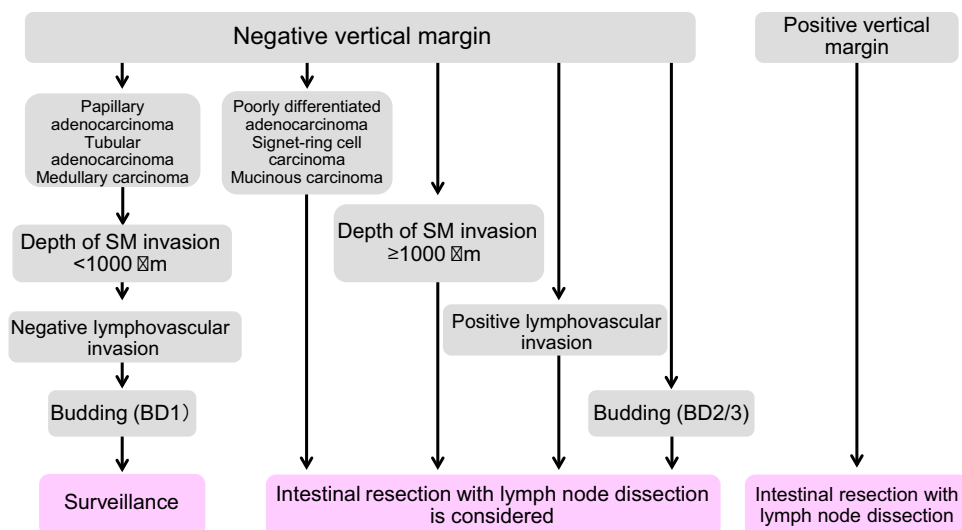 Negative vertical margin
Positive vertical
margin
Papillary
adenocarcinoma
Tubular
adenocarcinoma
Medullary carcinoma
Poorly differentiated
adenocarcinoma
Signet-ring cell
carcinoma
Mucinous carcinoma
Depth of SM invasion
<1000 m
Depth of SM invasion
≥1000 m
Negative lymphovascular
invasion
Positive lymphovascular
invasion
Budding (BD1）
Budding (BD2/3)
Surveillance
Intestinal resection with lymph node dissection
is considered
Intestinal resection with
lymph node dissection